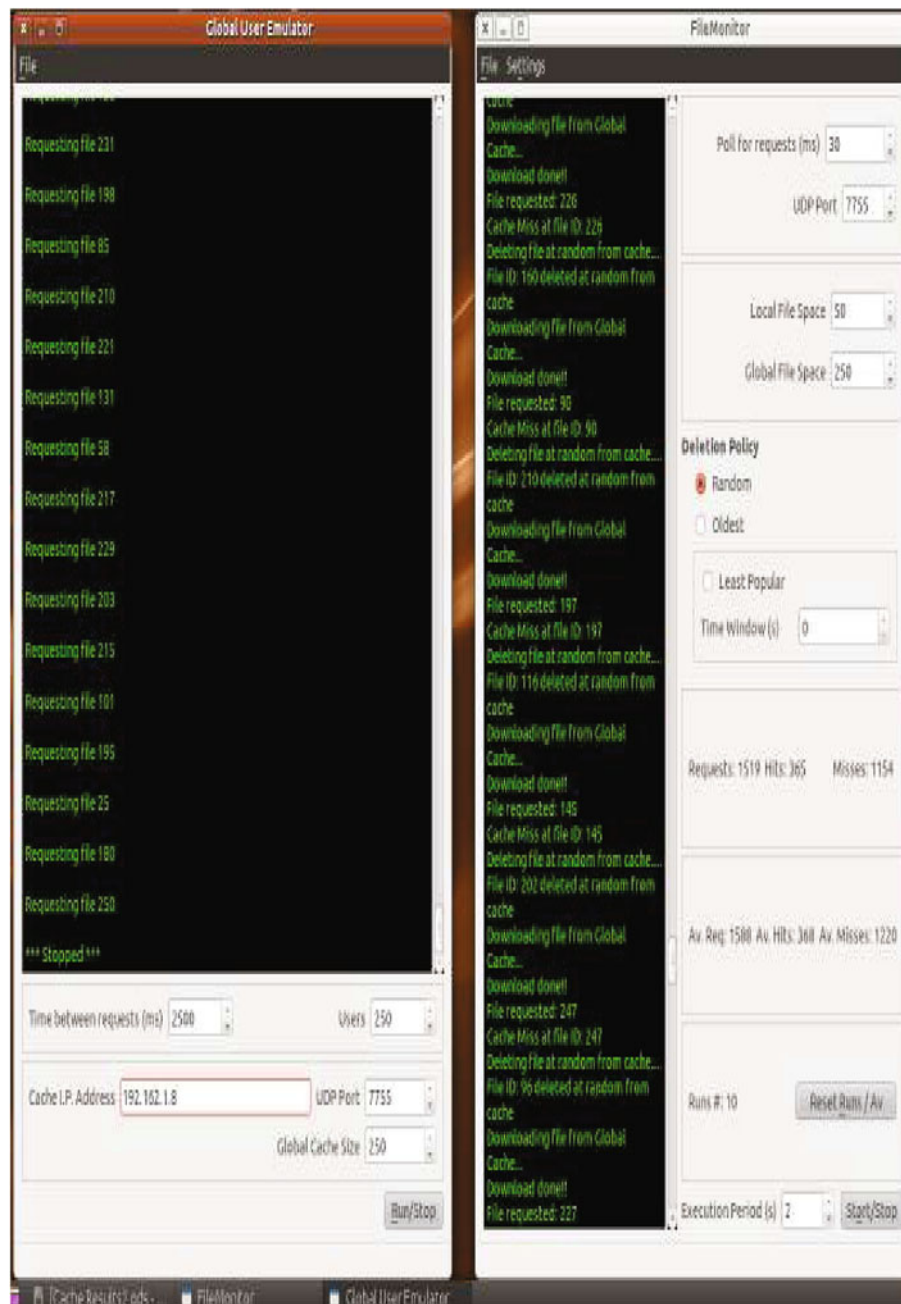 Global User Emulator
File
Requesting file 231
Requesting file 198
Requesting file 85
Requesting file 210
Requesting file 221
Requesting file 131
Requesting file 58
Requesting file 217
Requesting file 229
Requesting file 203
Requesting file 215
Requesting file 101
Requesting file 195
Requesting file 25
Requesting file 180
Requesting file 250
*** Stopped ***
Time between requests (ms) 2500 Users 250
Cache I.P. Address 192.162.1.8 UDP Port 7755
Global Cache Size 250
Run/Stop
FileMonitor
File Settings
cache
Downloading file from Global
Cache...
Download done!!
File requested: 226
Cache Miss at file ID: 226
Deleting file at random from cache....
File ID: 160 deleted at random from
cache
Downloading file from Global
Cache...
Download done!!
File requested: 90
Cache Miss at file ID: 90
Deleting file at random from cache....
File ID: 210 deleted at random from
cache
Downloading file from Global
Cache...
Download done!!
File requested: 197
Cache Miss at file ID: 197
Deleting file at random from cache....
File ID: 116 deleted at random from
cache
Downloading file from Global
Cache...
Download done!!
File requested: 145
Cache Miss at file ID: 145
Deleting file at random from cache....
File ID: 202 deleted at random from
cache
Downloading file from Global
Cache...
Download done!!
File requested: 247
Cache Miss at file ID: 247
Deleting file at random from cache....
File ID: 96 deleted at random from
cache
Downloading file from Global
Cache...
Download done!!
File requested: 227
Poll for requests (ms) 30
UDP Port 7755
Local File Space 50
Global File Space 250
Deletion Policy
Random
Oldest
Least Popular
Time Window (s) 0
Requests: 1519 Hits: 365 Misses: 1154
Av. Req: 1588 Av. Hits: 368 Av. Misses: 1220
Runs #: 10 Reset Runs / Av
Execution Period (s) 2 Start/Stop
[Cache Results2.ods - ... FileMonitor Global User Emulator